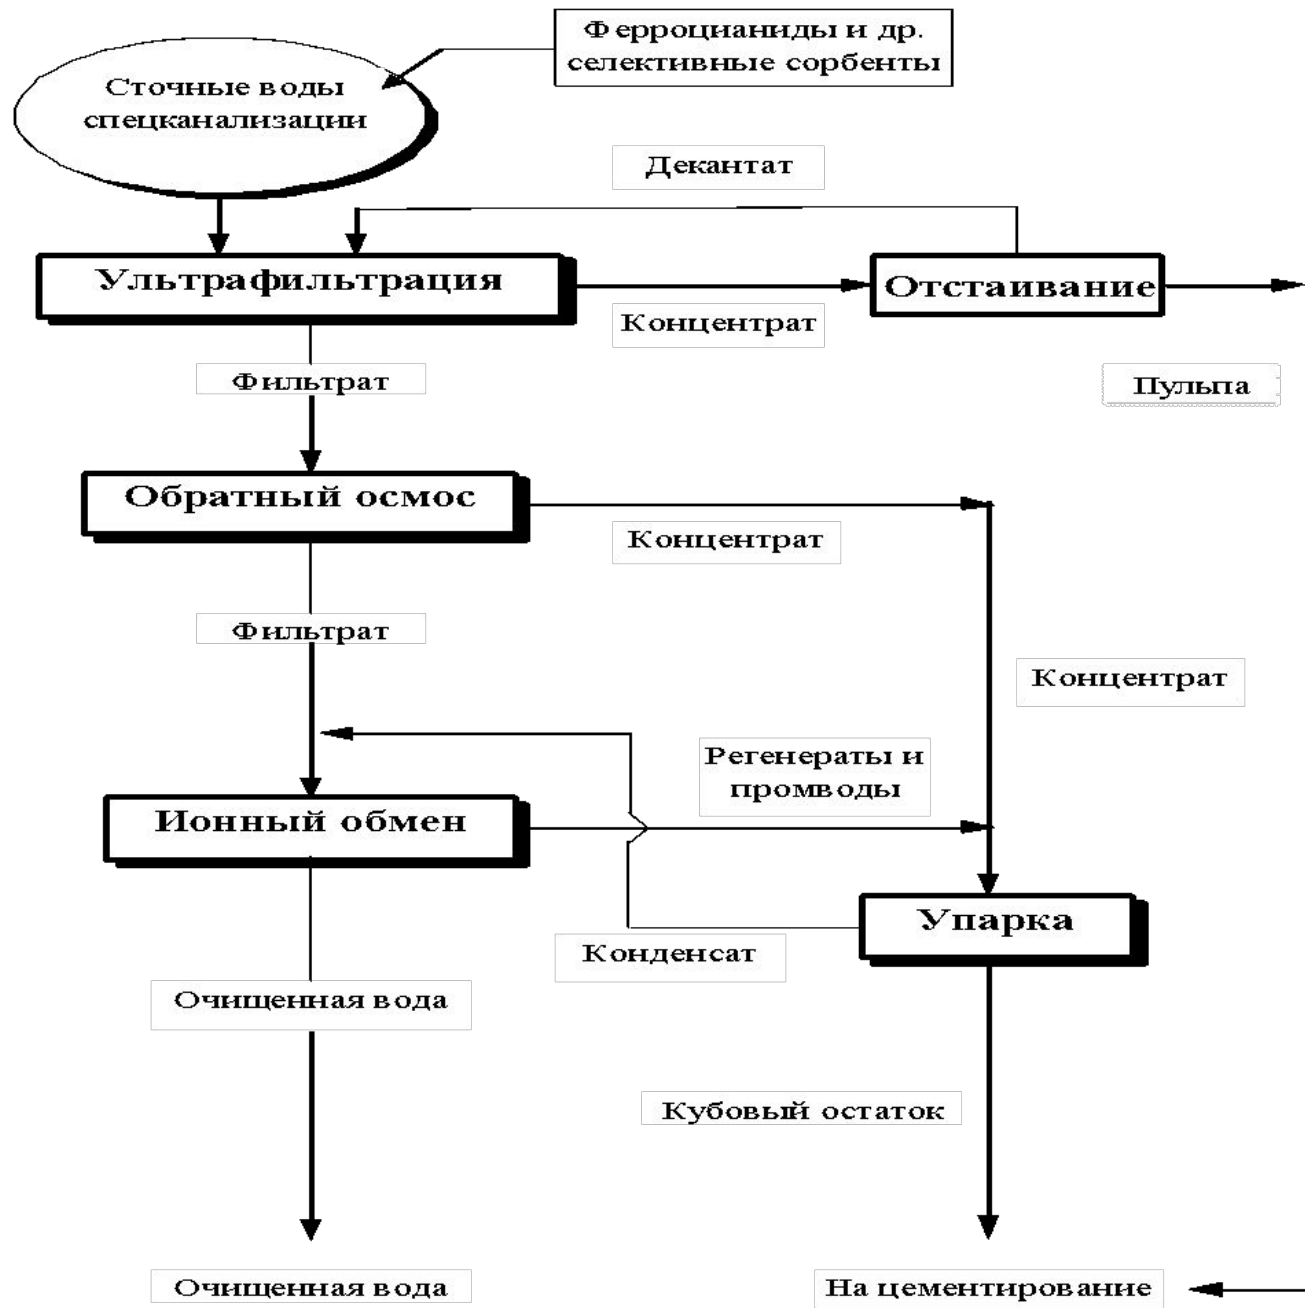 Ферроцианиды и др.
селективные сорбенты
Сточные воды
спецканализации
Декантат
Ультрафильтрация
Отстаивание
Концентрат
Фильтрат
Пульпа
Обратный осмос
Концентрат
Фильтрат
Концентрат
Регенераты и
промводы
Ионный обмен
Упарка
Конденсат
Очищенная вода
Кубовый остаток
Очищенная вода
На цементирование